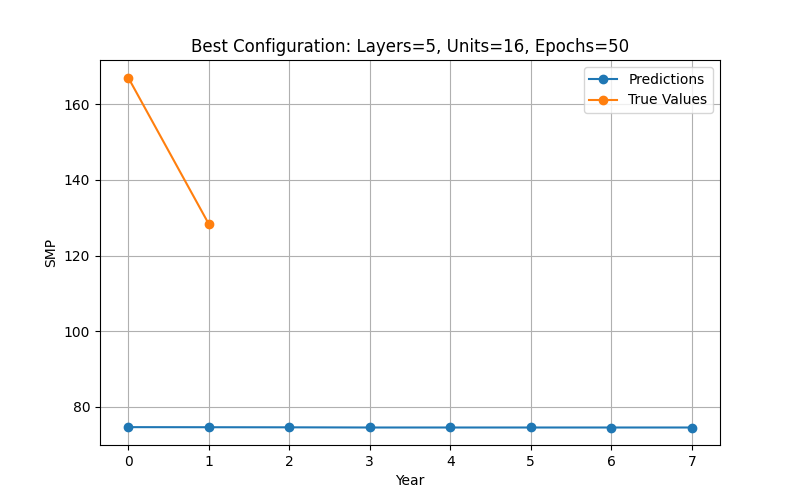 Best Configuration: Layers=5, Units=16, Epochs=50
Predictions
True Values
160
140
120
100
80
SMP
0 1 2 3 4 5 6 7
Year